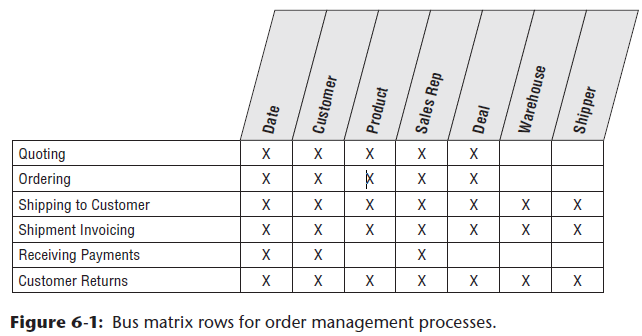 Date Customer Product Sales Rep Deal Warehouse Shipper
Quoting X X X X X
Ordering X X X X X
Shipping to Customer X X X X X X X
Shipment Invoicing X X X X X X X
Receiving Payments X X X
Customer Returns X X X X X X X
Figure 6-1: Bus matrix rows for order management processes.